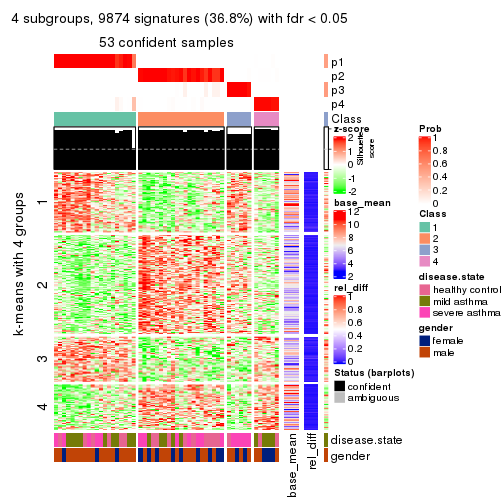 4 subgroups, 9874 signatures (36.8%) with fdr < 0.05
53 confident samples
p1
p2
p3
p4
Class
z-score
2
1
0
-1
-2
Silhouette
score
Prob
1
0.8
0.6
0.4
0.2
0
base_mean
12
10
8
6
4
2
Class
1
2
3
4
rel_diff
1
0.8
0.6
0.4
0.2
0
disease.state
healthy control
mild asthma
severe asthma
gender
female
male
Status (barplots)
confident
ambiguous
k-means with 4 groups
1
2
3
4
disease.state
gender
base_mean
rel_diff